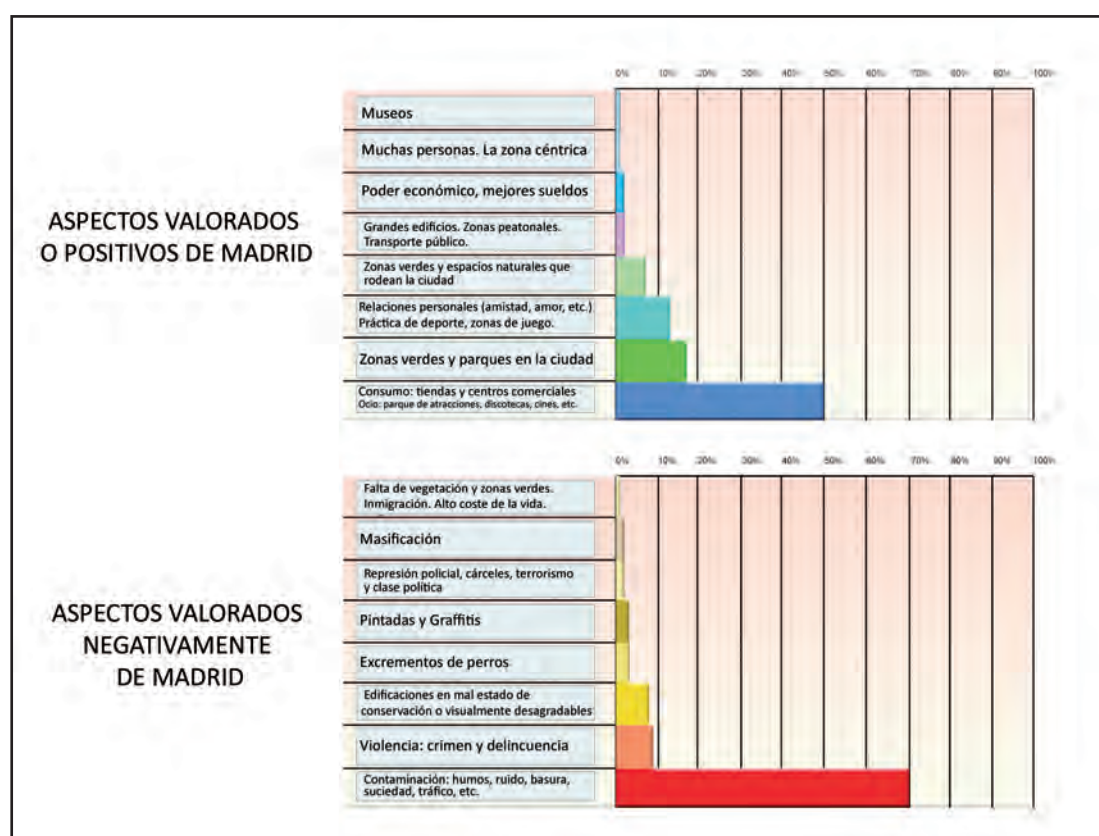 0% 10% 20% 30% 40% 50% 60% 70% 80% 90% 100%
Museos
Muchas personas. La zona céntrica
Poder económico, mejores sueldos
Grandes edificios. Zonas peatonales.
Transporte público.
ASPECTOS VALORADOS
O POSITIVOS DE MADRID
Zonas verdes y espacios naturales que
rodean la ciudad
Relaciones personales (amistad, amor, etc.)
Práctica de deporte, zonas de juego.
Zonas verdes y parques en la ciudad
Consumo: tiendas y centros comerciales
Ocio: parque de atracciones, discotecas, cines, etc.
0% 10% 20% 30% 40% 50% 60% 70% 80% 90% 100%
Falta de vegetación y zonas verdes.
Inmigración. Alto coste de la vida.
Masificación
Represión policial, cárceles, terrorismo
y clase política
Pintadas y Graffitis
ASPECTOS VALORADOS
NEGATIVAMENTE
DE MADRID
Excrementos de perros
Edificaciones en mal estado de
conservación o visualmente desagradables
Violencia: crimen y delincuencia
Contaminación: humos, ruido, basura,
suciedad, tráfico, etc.